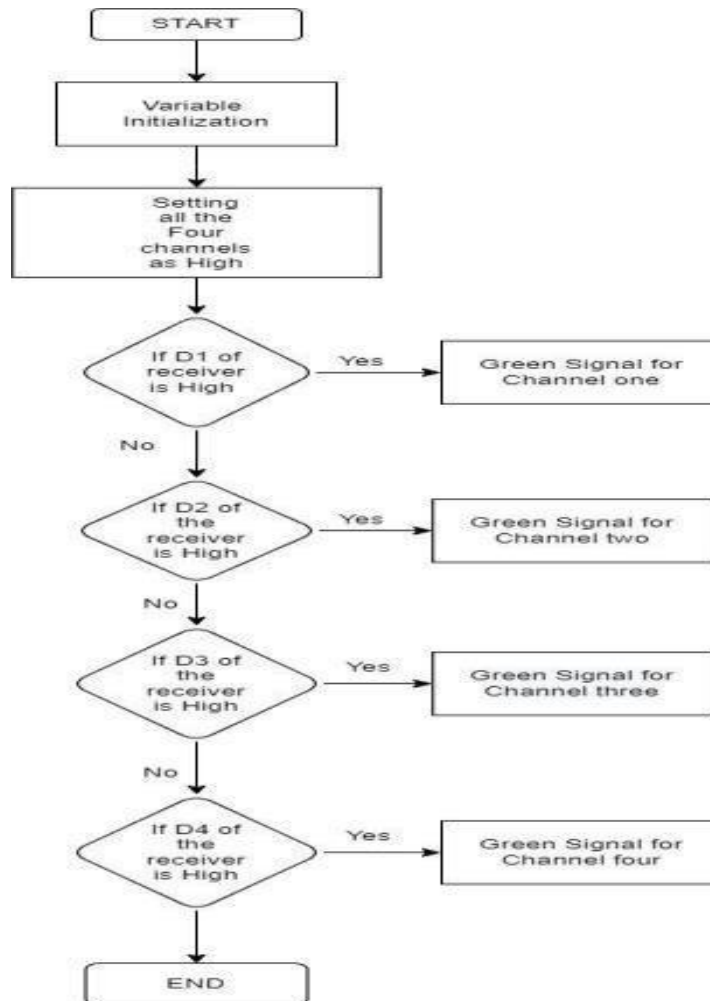 START
Variable
Initialization
Setting
all the
Four
channels
as High
If D1 of
receiver
is High
Yes
Green Signal for
Channel one
No
If D2 of
the
receiver
is High
Yes
Green Signal for
Channel two
No
If D3 of
the
receiver
is High
Yes
Green Signal for
Channel three
No
If D4 of
the
receiver
is High
Yes
Green Signal for
Channel four
END